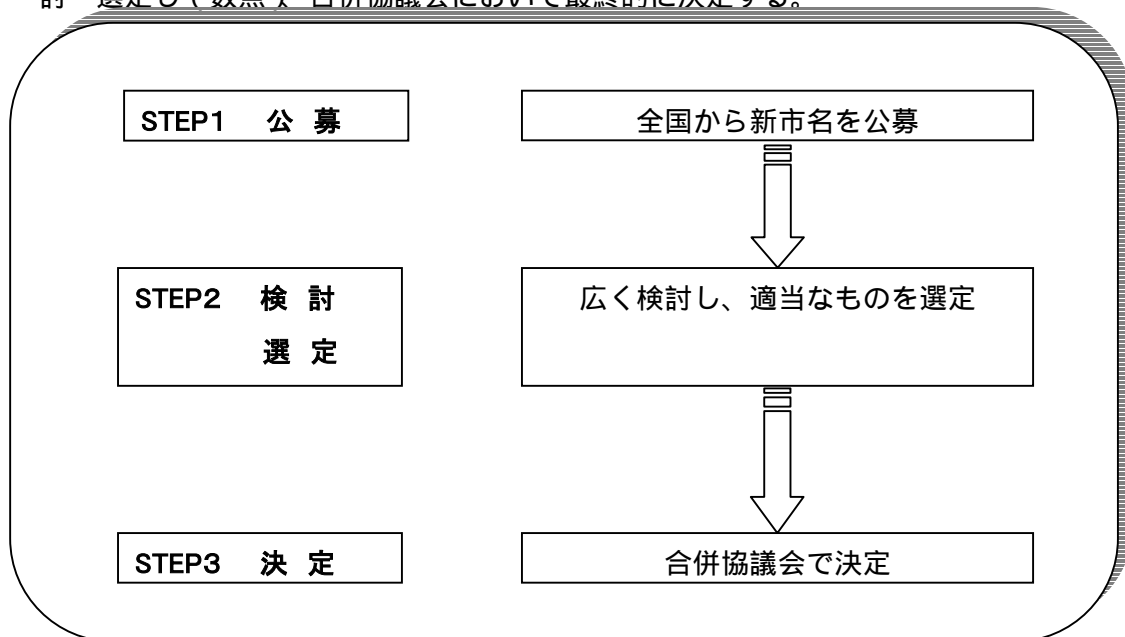 討・選定し（数点）、合併協議会において最終的に決定する。
STEP1 公 募
全国から新市名を公募
STEP2 検 討
選 定
広く検討し、適当なものを選定
STEP3 決 定
合併協議会で決定